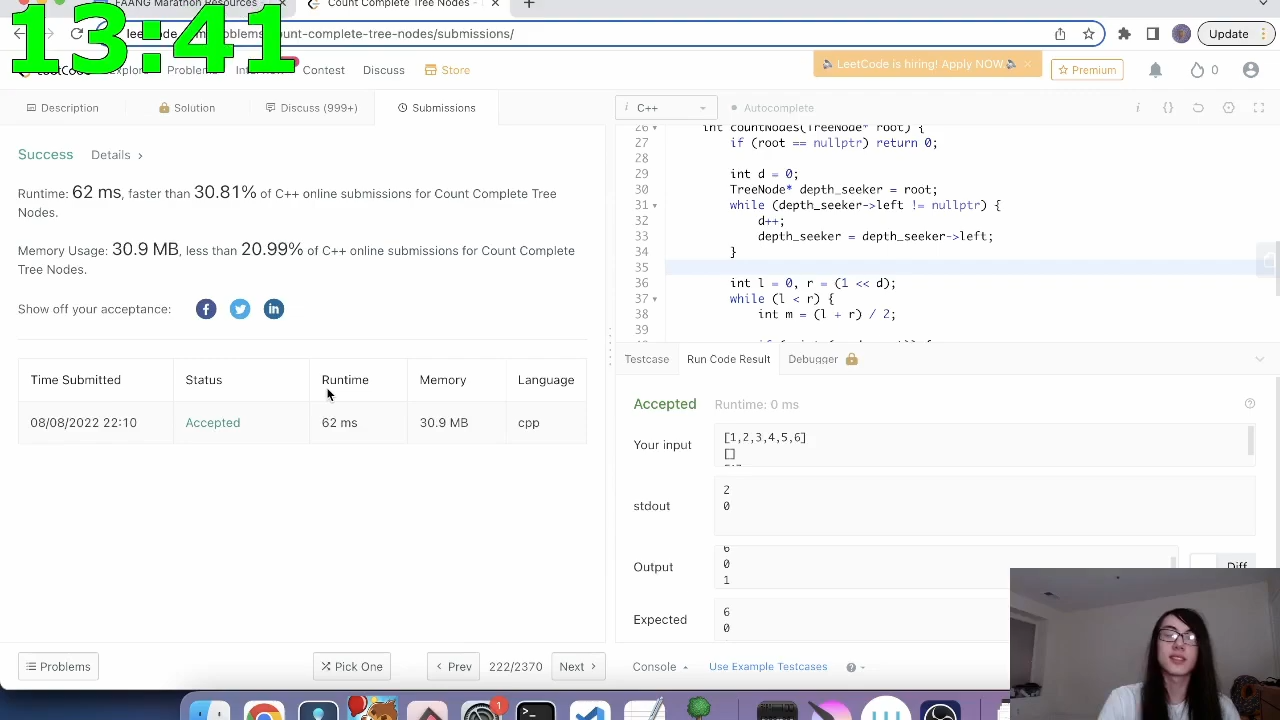 FAANG Marathon Resources -
Count Complete Tree Nodes -
13:41
ount-complete-tree-nodes/submissions/
Update
Contest
Discuss
Store
LeetCode is hiring! Apply NOW.
Premium
0
Description
Solution
Discuss (999+)
Submissions
i C++
Autocomplete
Success
Details
Runtime: 62 ms, faster than 30.81% of C++ online submissions for Count Complete Tree
Nodes.
Memory Usage: 30.9 MB, less than 20.99% of C++ online submissions for Count Complete
Tree Nodes.
Show off your acceptance:
Time Submitted
Status
Runtime
Memory
Language
08/08/2022 22:10
Accepted
62 ms
30.9 MB
cpp
26 int countNodes(TreeNode* root) {
27 if (root == nullptr) return 0;
28
29 int d = 0;
30 TreeNode* depth_seeker = root;
31 while (depth_seeker->left != nullptr) {
32 d++;
33 depth_seeker = depth_seeker->left;
34 }
35
36 int l = 0, r = (1 << d);
37 while (l < r) {
38 int m = (l + r) / 2;
39
Testcase
Run Code Result
Debugger
Accepted
Runtime: 0 ms
Your input
[1,2,3,4,5,6]
[]
stdout
2
0
Output
6
0
1
Diff
Expected
6
0
Problems
Pick One
Prev
222/2370
Next
Console
Use Example Testcases
1